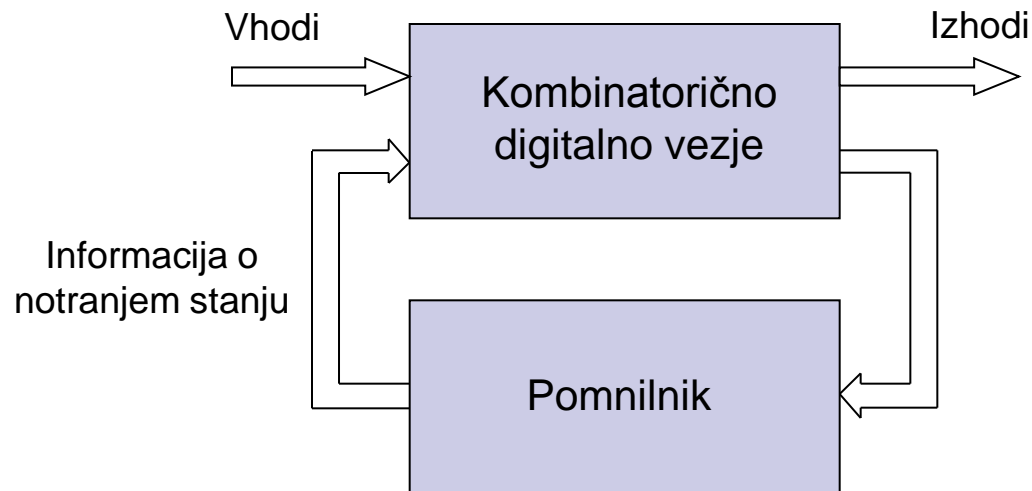 Vhodi
Izhodi
Kombinatorično
digitalno vezje
Informacija o
notranjem stanju
Pomnilnik